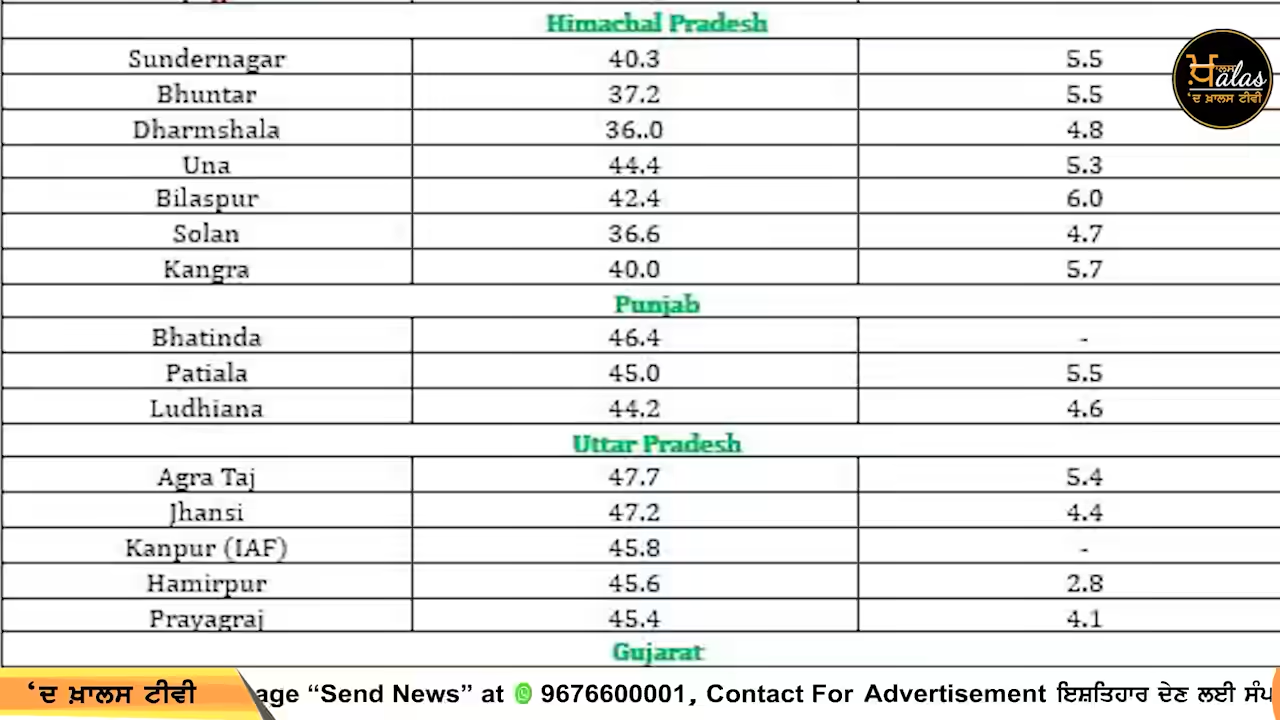 Himachal Pradesh
Sundernagar 40.3 5.5
Bhuntar 37.2 5.5
Dharmshala 36..0 4.8
Una 44.4 5.3
Bilaspur 42.4 6.0
Solan 36.6 4.7
Kangra 40.0 5.7
Punjab
Bhatinda 46.4 -
Patiala 45.0 5.5
Ludhiana 44.2 4.6
Uttar Pradesh
Agra Taj 47.7 5.4
Jhansi 47.2 4.4
Kanpur (IAF) 45.8 -
Hamirpur 45.6 2.8
Prayagraj 45.4 4.1
Gujarat
ਖ਼ਾਲਸ alas
‘ਦ ਖ਼ਾਲਸ ਟੀਵੀ
‘ਦ ਖ਼ਾਲਸ ਟੀਵੀ age “Send News” at 9676600001, Contact For Advertisement ਇਸ਼ਤਿਹਾਰ ਦੇਣ ਲਈ ਸੰਪ